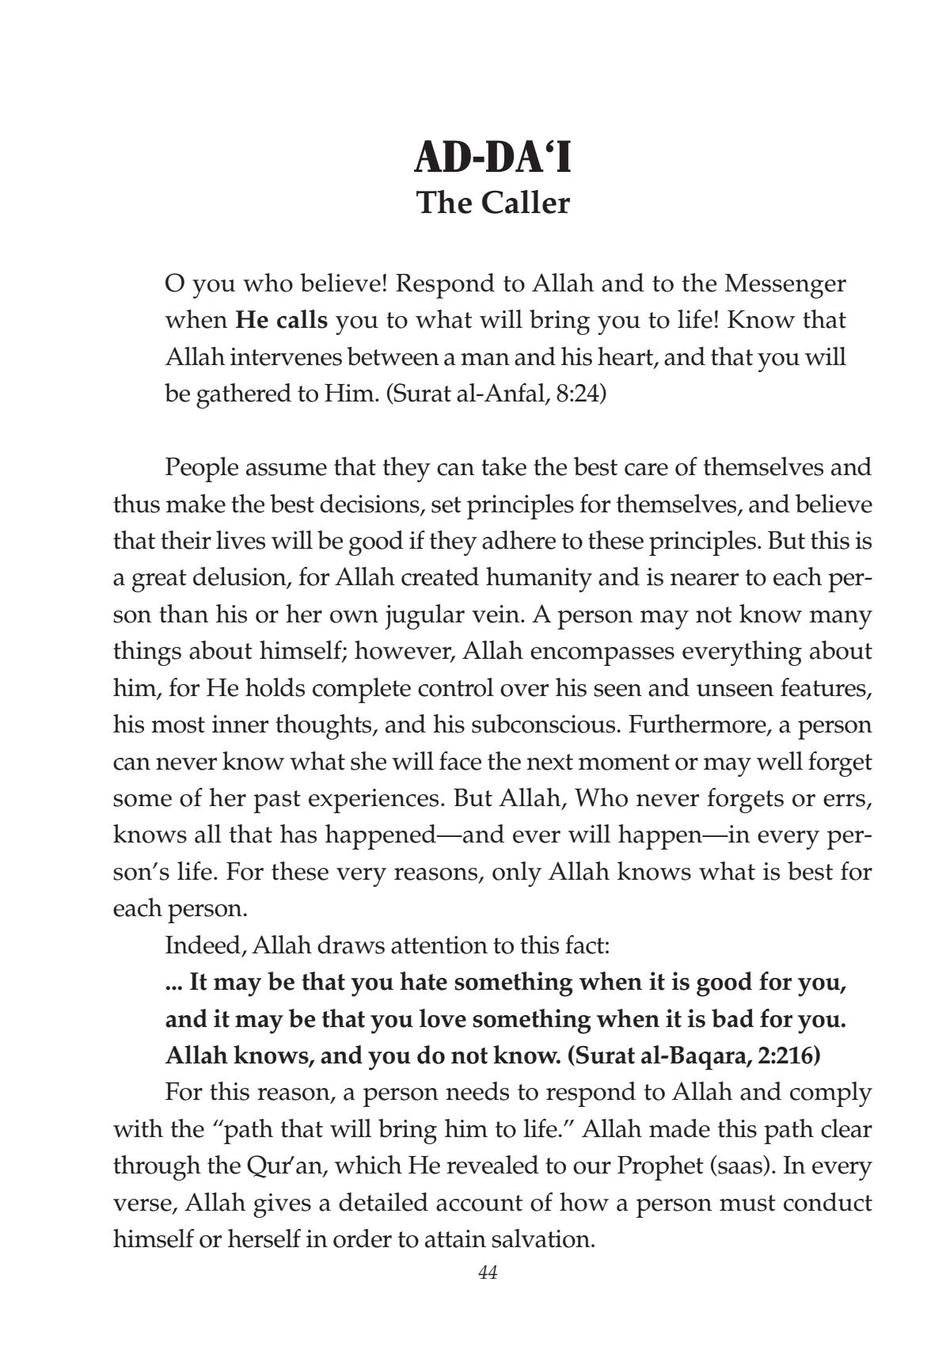 AD-DA‘I
The Caller
O you who believe! Respond to Allah and to the Messenger
when He calls you to what will bring you to life! Know that
Allah intervenes between a man and his heart, and that you will
be gathered to Him. (Surat al-Anfal, 8:24)
People assume that they can take the best care of themselves and
thus make the best decisions, set principles for themselves, and believe
that their lives will be good if they adhere to these principles. But this is
a great delusion, for Allah created humanity and is nearer to each per-
son than his or her own jugular vein. A person may not know many
things about himself; however, Allah encompasses everything about
him, for He holds complete control over his seen and unseen features,
his most inner thoughts, and his subconscious. Furthermore, a person
can never know what she will face the next moment or may well forget
some of her past experiences. But Allah, Who never forgets or errs,
knows all that has happened—and ever will happen—in every per-
son’s life. For these very reasons, only Allah knows what is best for
each person.
Indeed, Allah draws attention to this fact:
... It may be that you hate something when it is good for you,
and it may be that you love something when it is bad for you.
Allah knows, and you do not know. (Surat al-Baqara, 2:216)
For this reason, a person needs to respond to Allah and comply
with the “path that will bring him to life.” Allah made this path clear
through the Qur’an, which He revealed to our Prophet (saas). In every
verse, Allah gives a detailed account of how a person must conduct
himself or herself in order to attain salvation.
44